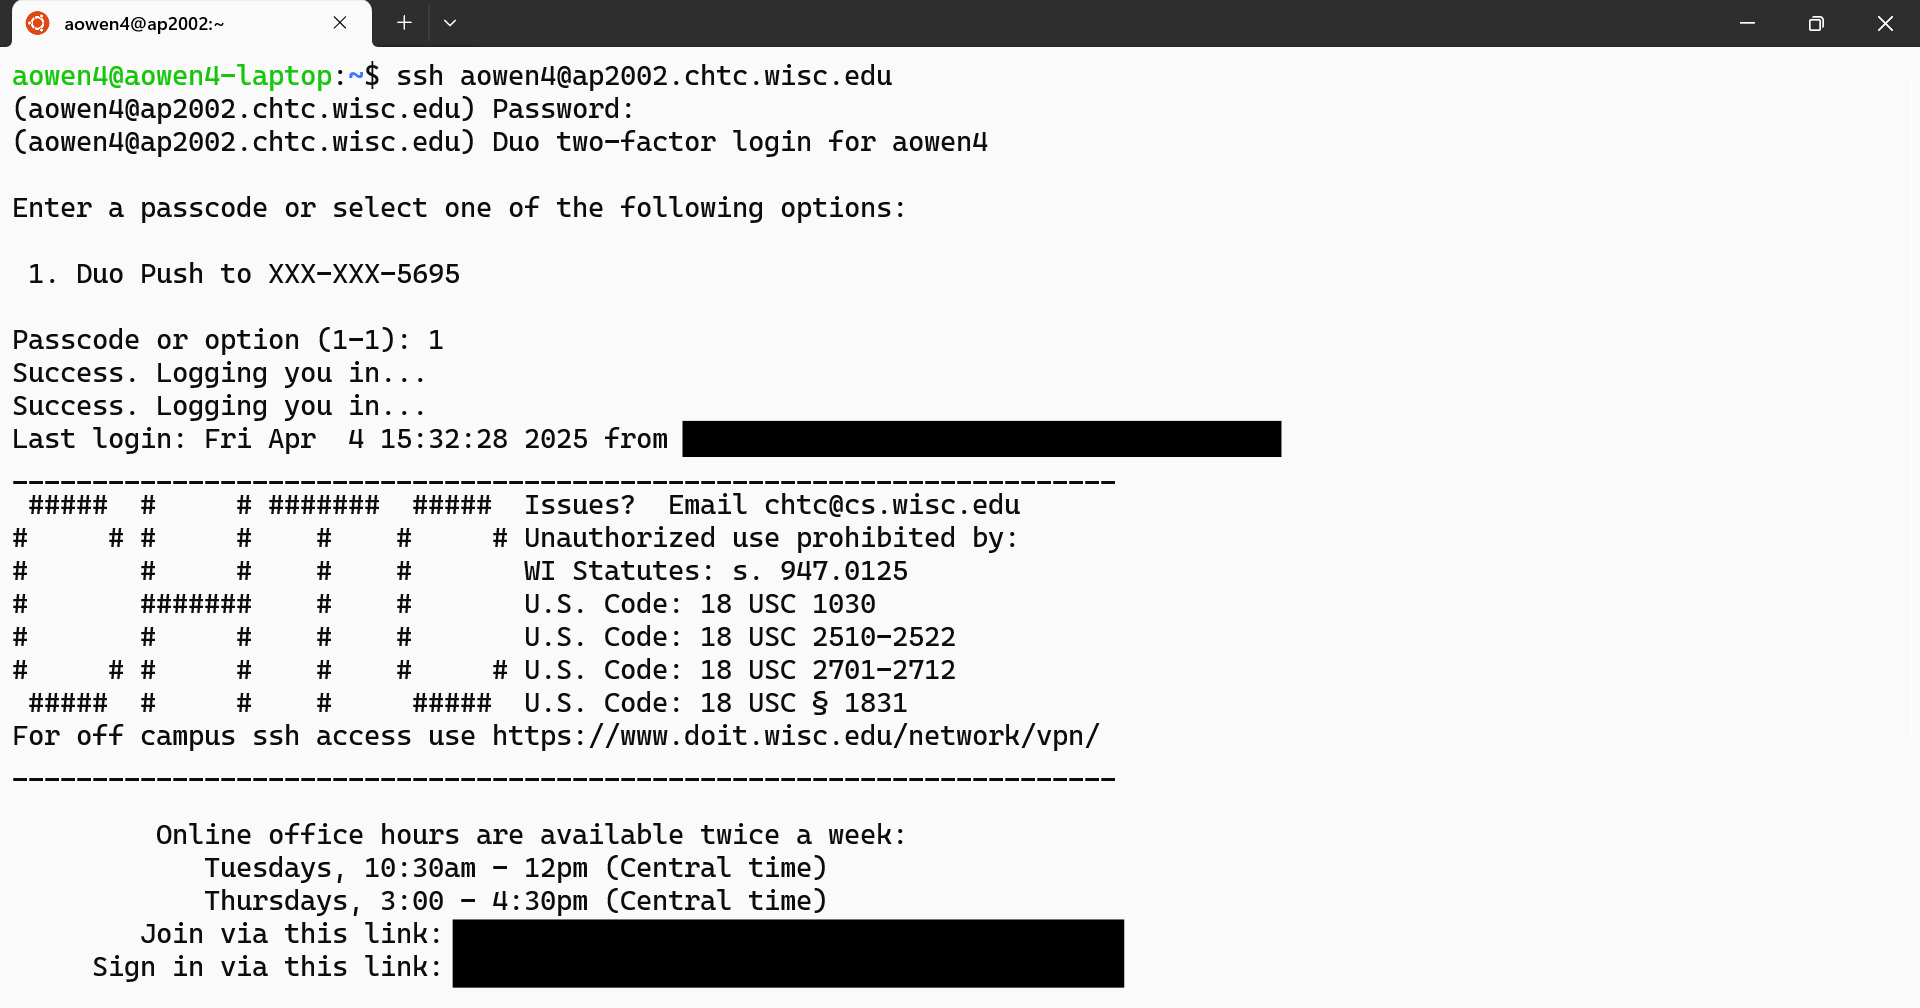 aowen4@ap2002:~
aowen4@aowen4-laptop:~$ ssh aowen4@ap2002.chtc.wisc.edu
(aowen4@ap2002.chtc.wisc.edu) Password:
(aowen4@ap2002.chtc.wisc.edu) Duo two-factor login for aowen4
Enter a passcode or select one of the following options:
 1. Duo Push to XXX-XXX-5695
Passcode or option (1-1): 1
Success. Logging you in...
Success. Logging you in...
Last login: Fri Apr  4 15:32:28 2025 from
_____________________________________________________________________
 #####  #     # #######  #####  Issues?  Email chtc@cs.wisc.edu
#     # #     #    #    #     # Unauthorized use prohibited by:
#       #     #    #    #       WI Statutes: s. 947.0125
#       #######    #    #       U.S. Code: 18 USC 1030
#       #     #    #    #       U.S. Code: 18 USC 2510-2522
#     # #     #    #    #     # U.S. Code: 18 USC 2701-2712
 #####  #     #    #     #####  U.S. Code: 18 USC § 1831
For off campus ssh access use https://www.doit.wisc.edu/network/vpn/
_____________________________________________________________________
         Online office hours are available twice a week:
            Tuesdays, 10:30am - 12pm (Central time)
            Thursdays, 3:00 - 4:30pm (Central time)
        Join via this link:
     Sign in via this link: